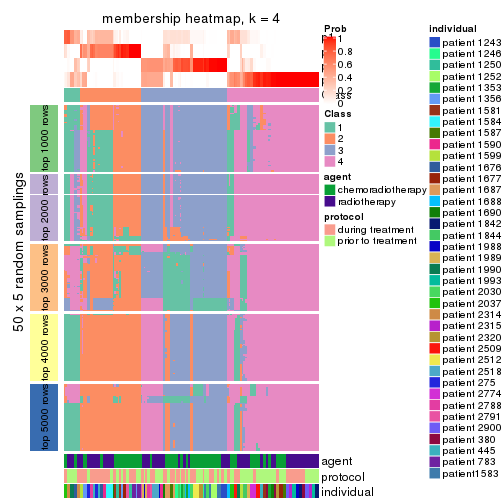 membership heatmap, k = 4
50 x 5 random samplings
top 1000 rows
top 2000 rows
top 3000 rows
top 4000 rows
top 5000 rows
Prob
1
0.8
0.6
0.4
0.2
0
Class
1
2
3
4
agent
chemoradiotherapy
radiotherapy
protocol
during treatment
prior to treatment
agent
protocol
individual
individual
patient 1243
patient 1246
patient 1250
patient 1252
patient 1353
patient 1356
patient 1581
patient 1584
patient 1587
patient 1590
patient 1599
patient 1676
patient 1677
patient 1687
patient 1688
patient 1690
patient 1842
patient 1844
patient 1988
patient 1989
patient 1990
patient 1993
patient 2030
patient 2037
patient 2314
patient 2315
patient 2320
patient 2509
patient 2512
patient 2518
patient 275
patient 2774
patient 2788
patient 2791
patient 2900
patient 380
patient 445
patient 783
patient1583